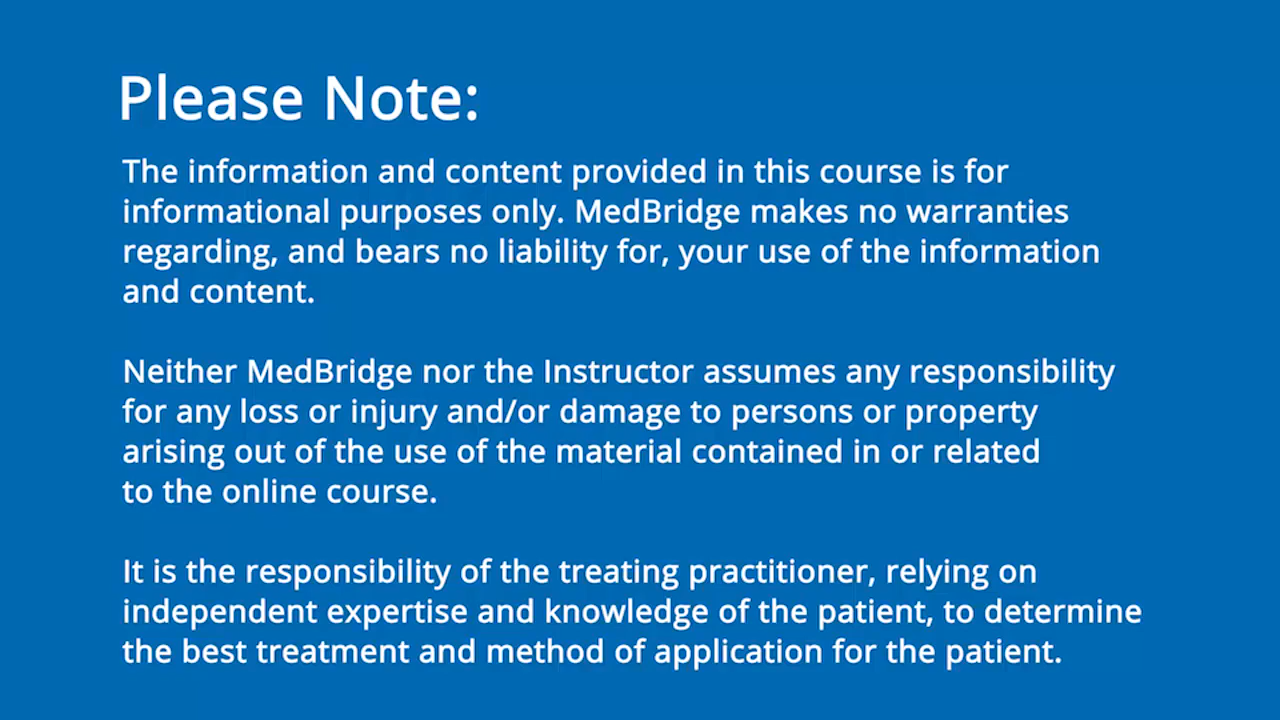 Please Note:
The information and content provided in this course is for
informational purposes only. MedBridge makes no warranties
regarding, and bears no liability for, your use of the information
and content.
Neither MedBridge nor the Instructor assumes any responsibility
for any loss or injury and/or damage to persons or property
arising out of the use of the material contained in or related
to the online course.
It is the responsibility of the treating practitioner, relying on
independent expertise and knowledge of the patient, to determine
the best treatment and method of application for the patient.